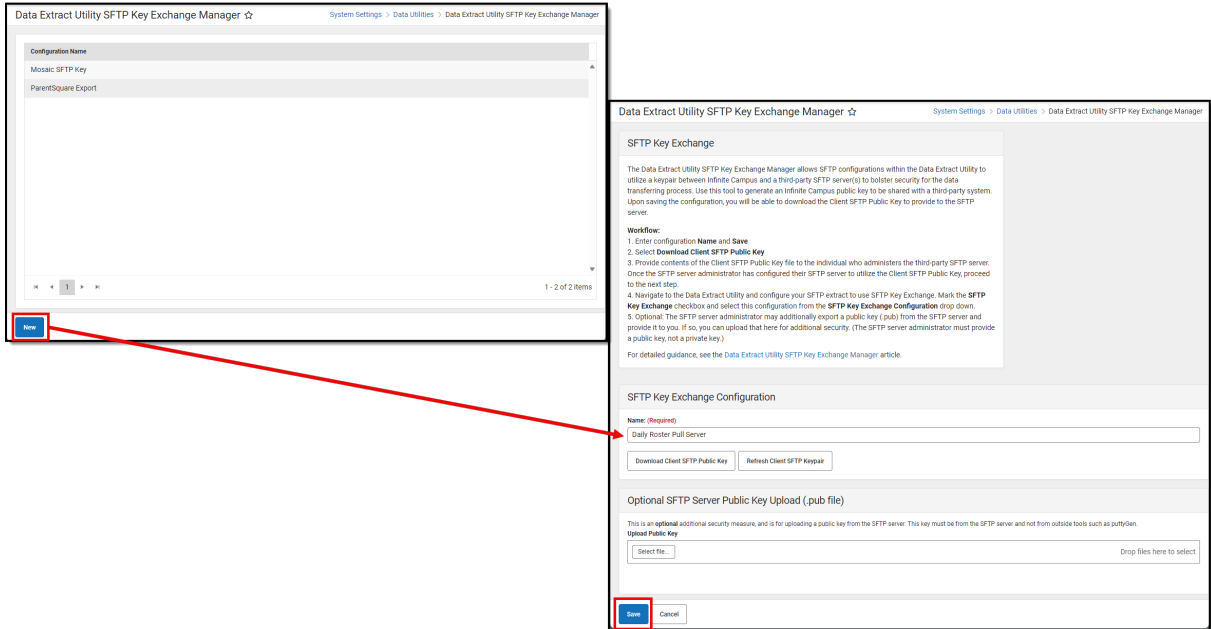 Data Extract Utility SFTP Key Exchange Manager ☆
System Settings > Data Utilities > Data Extract Utility SFTP Key Exchange Manager
Configuration Name
Mosaic SFTP Key
ParentSquare Export
1
1 - 2 of 2 items
New
Data Extract Utility SFTP Key Exchange Manager ☆
System Settings > Data Utilities > Data Extract Utility SFTP Key Exchange Manager
SFTP Key Exchange
The Data Extract Utility SFTP Key Exchange Manager allows SFTP configurations within the Data Extract Utility to
utilize a keypair between Infinite Campus and a third-party SFTP server(s) to bolster security for the data
transferring process. Use this tool to generate an Infinite Campus public key to be shared with a third-party system.
Upon saving the configuration, you will be able to download the Client SFTP Public Key to provide to the SFTP
server.
Workflow:
1. Enter configuration Name and Save
2. Select Download Client SFTP Public Key
3. Provide contents of the Client SFTP Public Key file to the individual who administers the third-party SFTP server.
Once the SFTP server administrator has configured their SFTP server to utilize the Client SFTP Public Key, proceed
to the next step.
4. Navigate to the Data Extract Utility and configure your SFTP extract to use SFTP Key Exchange. Mark the SFTP
Key Exchange checkbox and select this configuration from the SFTP Key Exchange Configuration drop down.
5. Optional: The SFTP server administrator may additionally export a public key (.pub) from the SFTP server and
provide it to you. If so, you can upload that here for additional security. (The SFTP server administrator must provide
a public key, not a private key.)
For detailed guidance, see the Data Extract Utility SFTP Key Exchange Manager article.
SFTP Key Exchange Configuration
Name: (Required)
Daily Roster Pull Server
Download Client SFTP Public Key
Refresh Client SFTP Keypair
Optional SFTP Server Public Key Upload (.pub file)
This is an optional additional security measure, and is for uploading a public key from the SFTP server. This key must be from the SFTP server and not from outside tools such as puttyGen.
Upload Public Key
Select file...
Drop files here to select
Save
Cancel